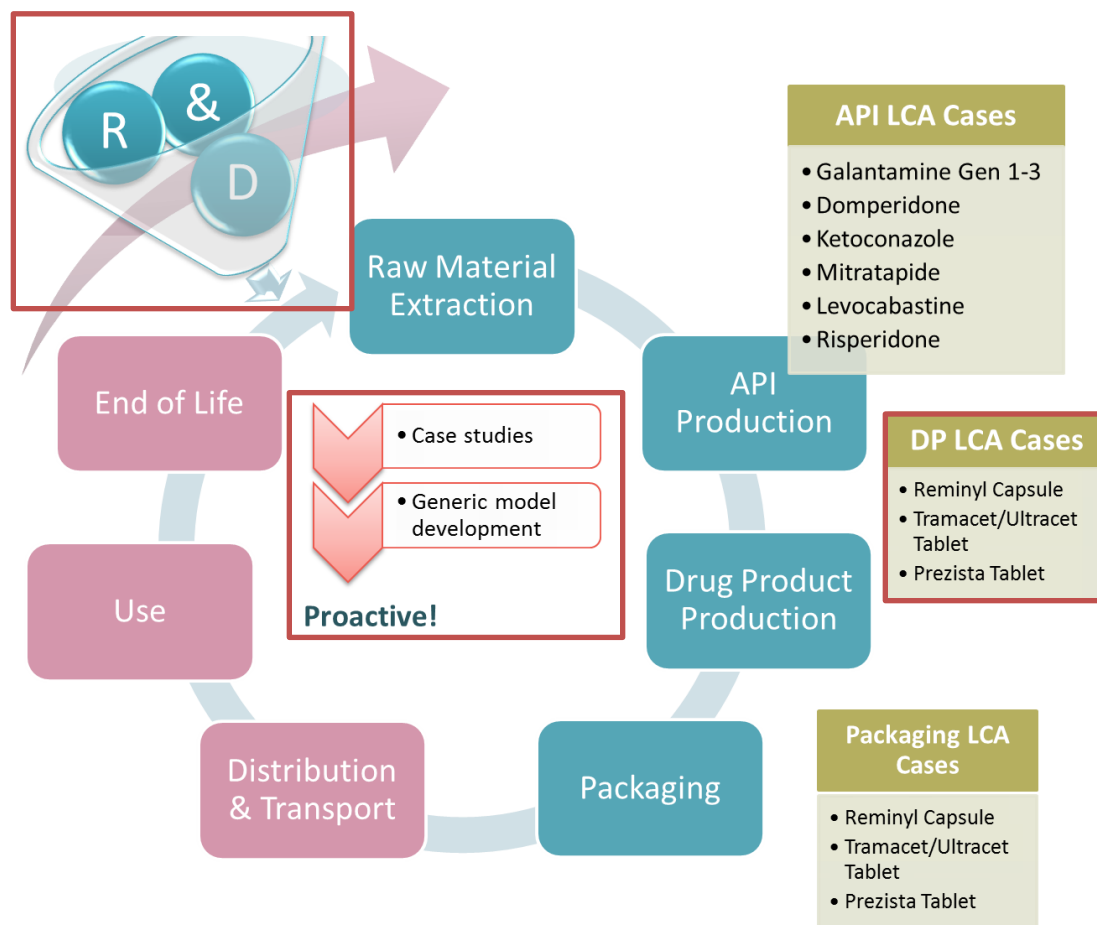 R
&
D
Raw Material
Extraction
API LCA Cases
• Galantamine Gen 1-3
• Domperidone
• Ketoconazole
• Mitratapide
• Levocabastine
• Risperidone
API
Production
DP LCA Cases
• Reminyl Capsule
• Tramacet/Ultracet
Tablet
• Prezista Tablet
Drug Product
Production
Packaging
Packaging LCA
Cases
• Reminyl Capsule
• Tramacet/Ultracet
Tablet
• Prezista Tablet
Distribution
& Transport
Use
End of Life
• Case studies
• Generic model
development
Proactive!